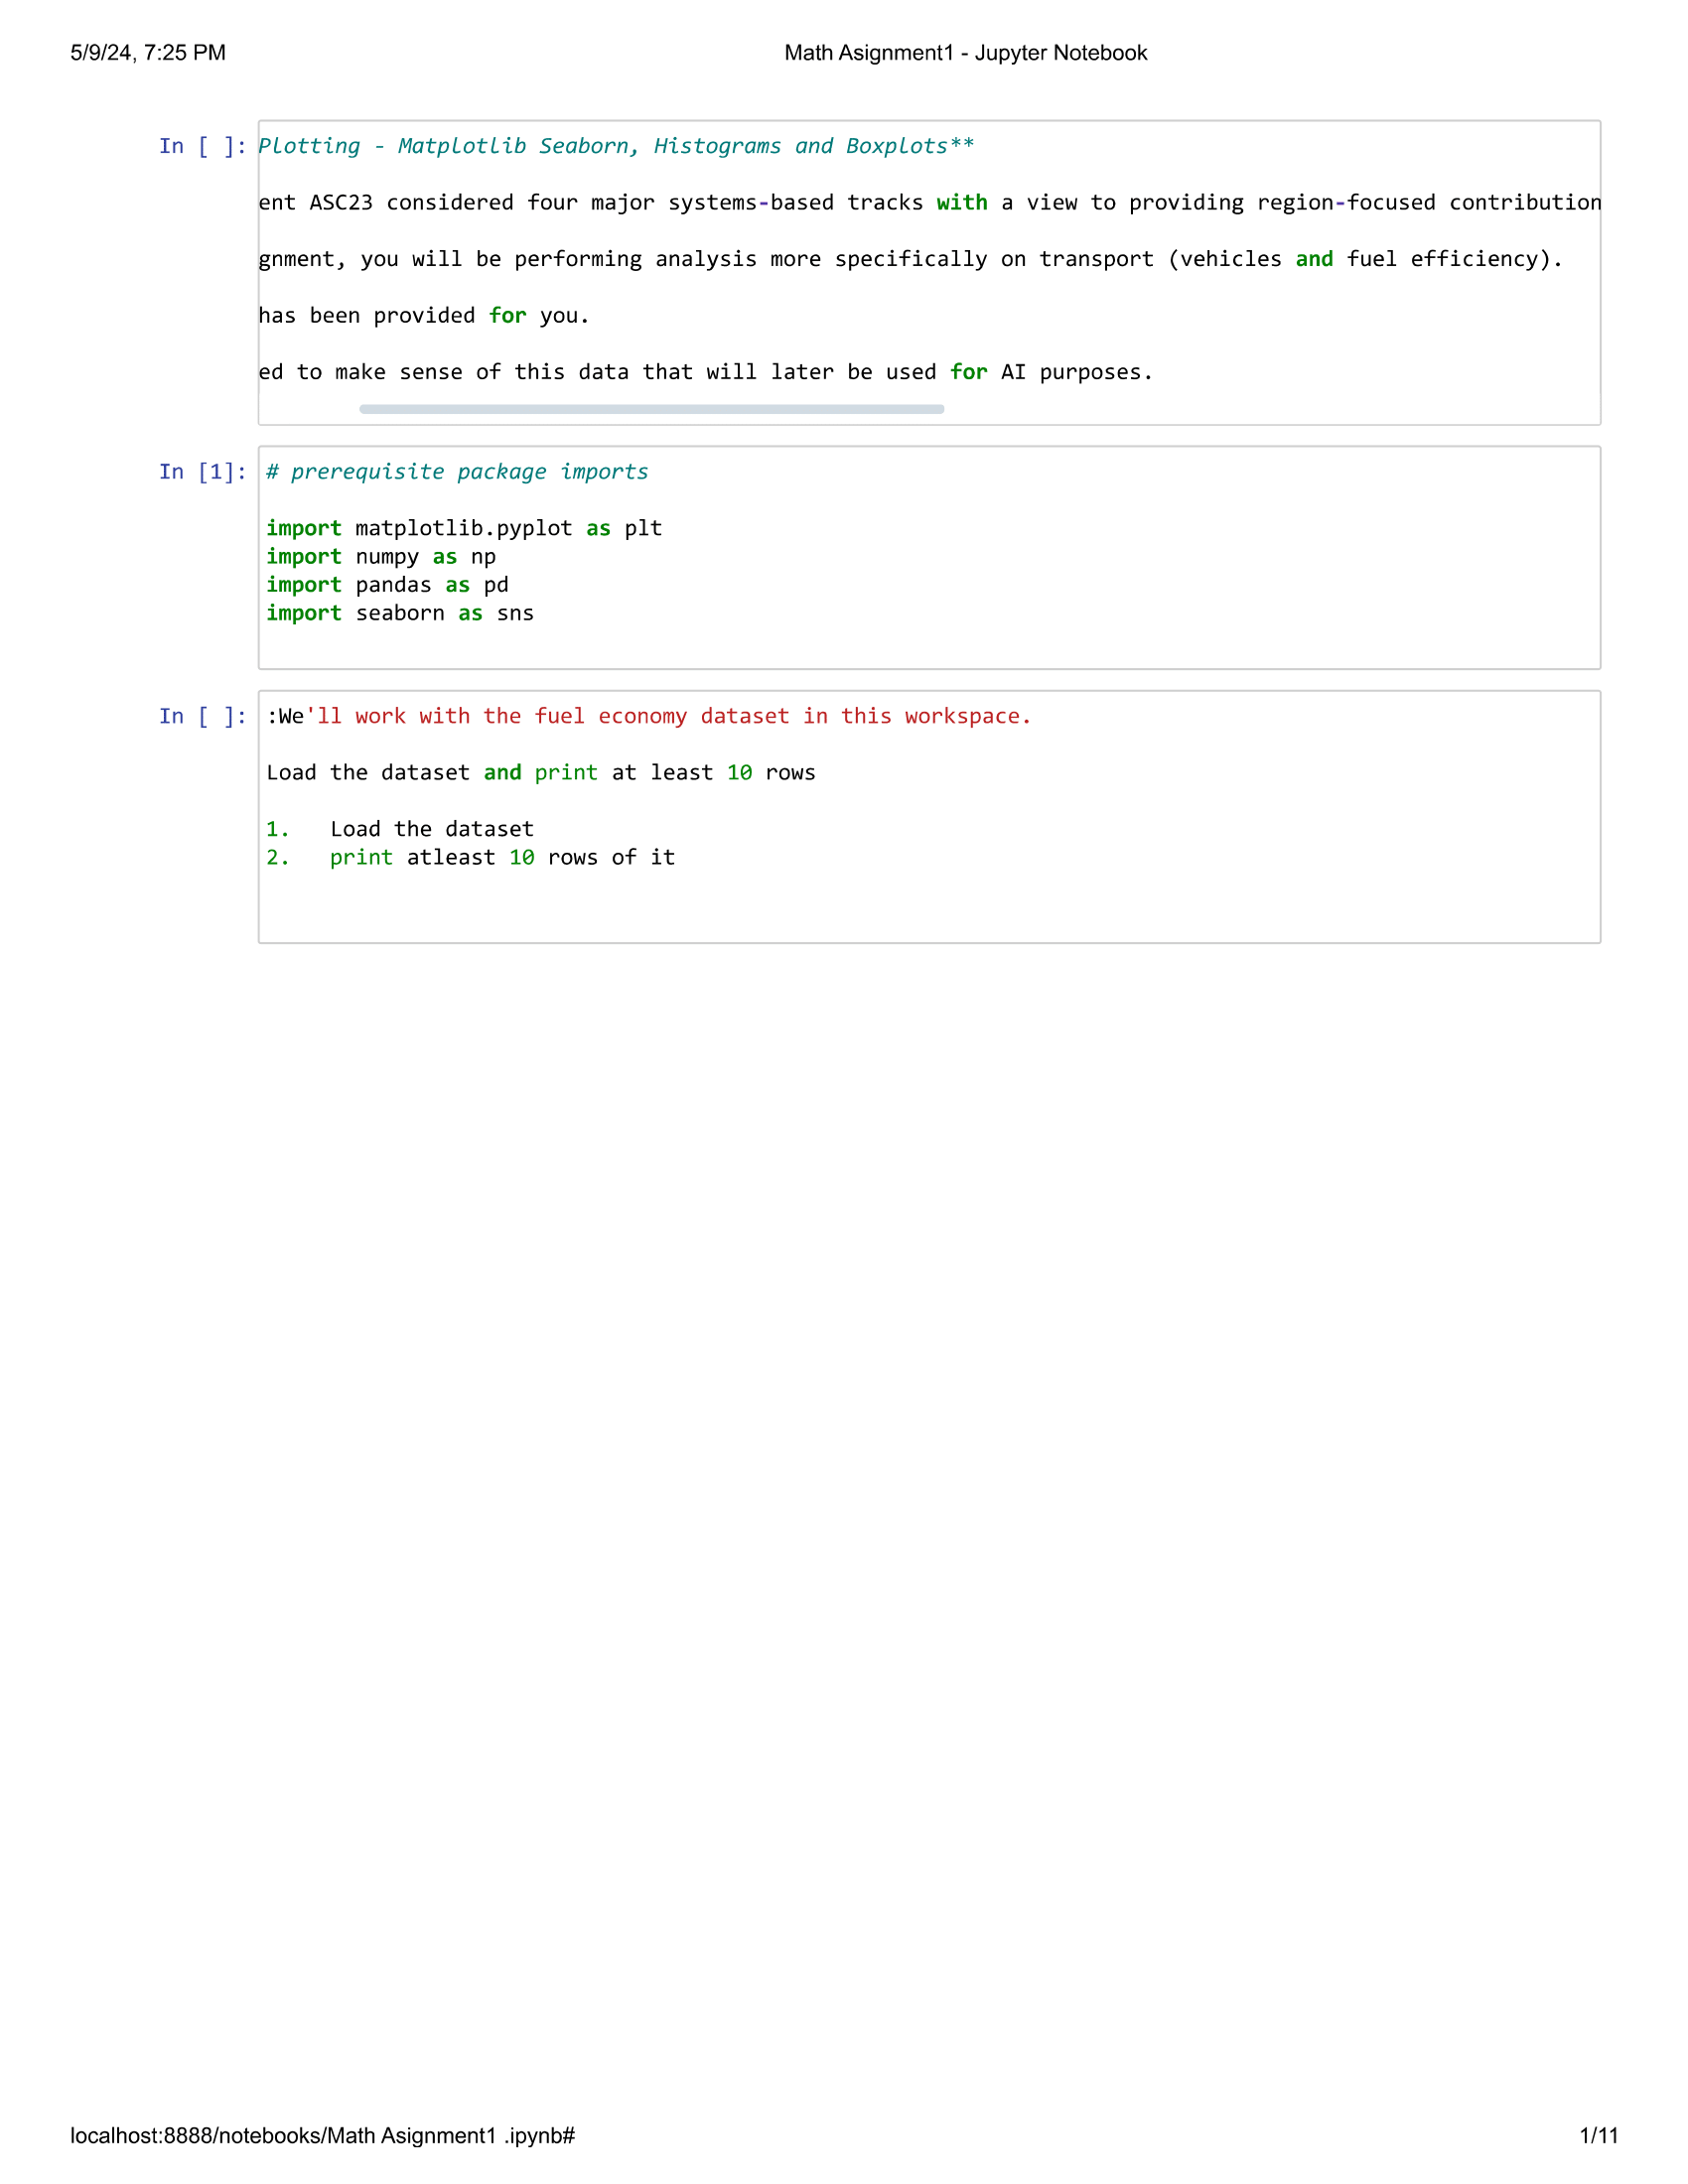 5/9/24, 7:25 PM
Math Asignment1 - Jupyter Notebook
In [ ]: Plotting - Matplotlib Seaborn, Histograms and Boxplots**
ent ASC23 considered four major systems-based tracks with a view to providing region-focused contribution
gnment, you will be performing analysis more specifically on transport (vehicles and fuel efficiency).
has been provided for you.
ed to make sense of this data that will later be used for AI purposes.
In [1]: # prerequisite package imports
import matplotlib.pyplot as plt
import numpy as np
import pandas as pd
import seaborn as sns
In [ ]: :We'll work with the fuel economy dataset in this workspace.
Load the dataset and print at least 10 rows
1. Load the dataset
2. print atleast 10 rows of it
localhost:8888/notebooks/Math Asignment1 .ipynb#
1/11